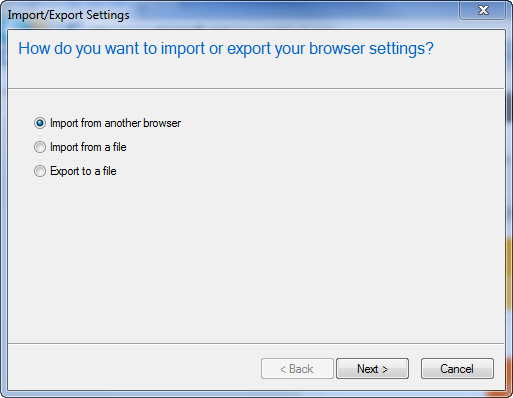 Import/Export Settings
How do you want to import or export your browser settings?
Import from another browser
Import from a file
Export to a file
< Back
Next >
Cancel